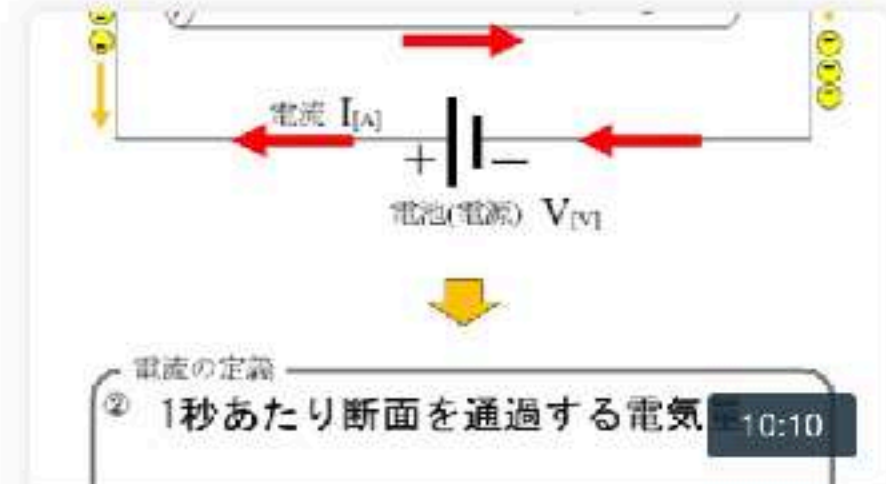 電流 I[A]
+ −
電池(電源) V[V]
電流の定義
② 1秒あたり断面を通過する電気
10:10